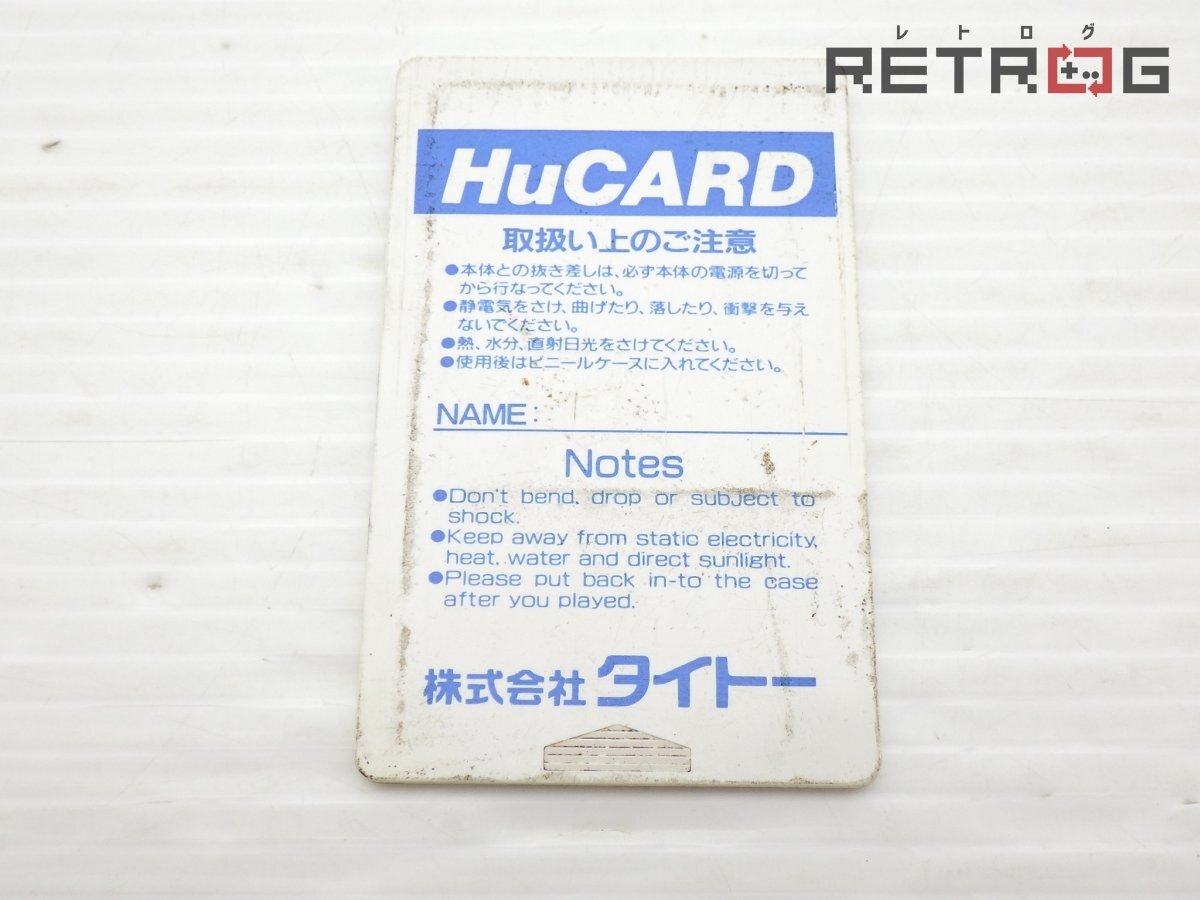 レトログ
RETROG
HuCARD
取扱い上のご注意
●本体との抜き差しは、必ず本体の電源を切って
から行なってください。
●静電気をさけ、曲げたり、落したり、衝撃を与え
ないでください。
●熱、水分、直射日光をさけてください。
●使用後はビニールケースに入れてください。
NAME:
Notes
●Don't bend, drop or subject to
shock.
●Keep away from static electricity,
heat, water and direct sunlight.
●Please put back in-to the case
after you played.
株式会社 タイトー